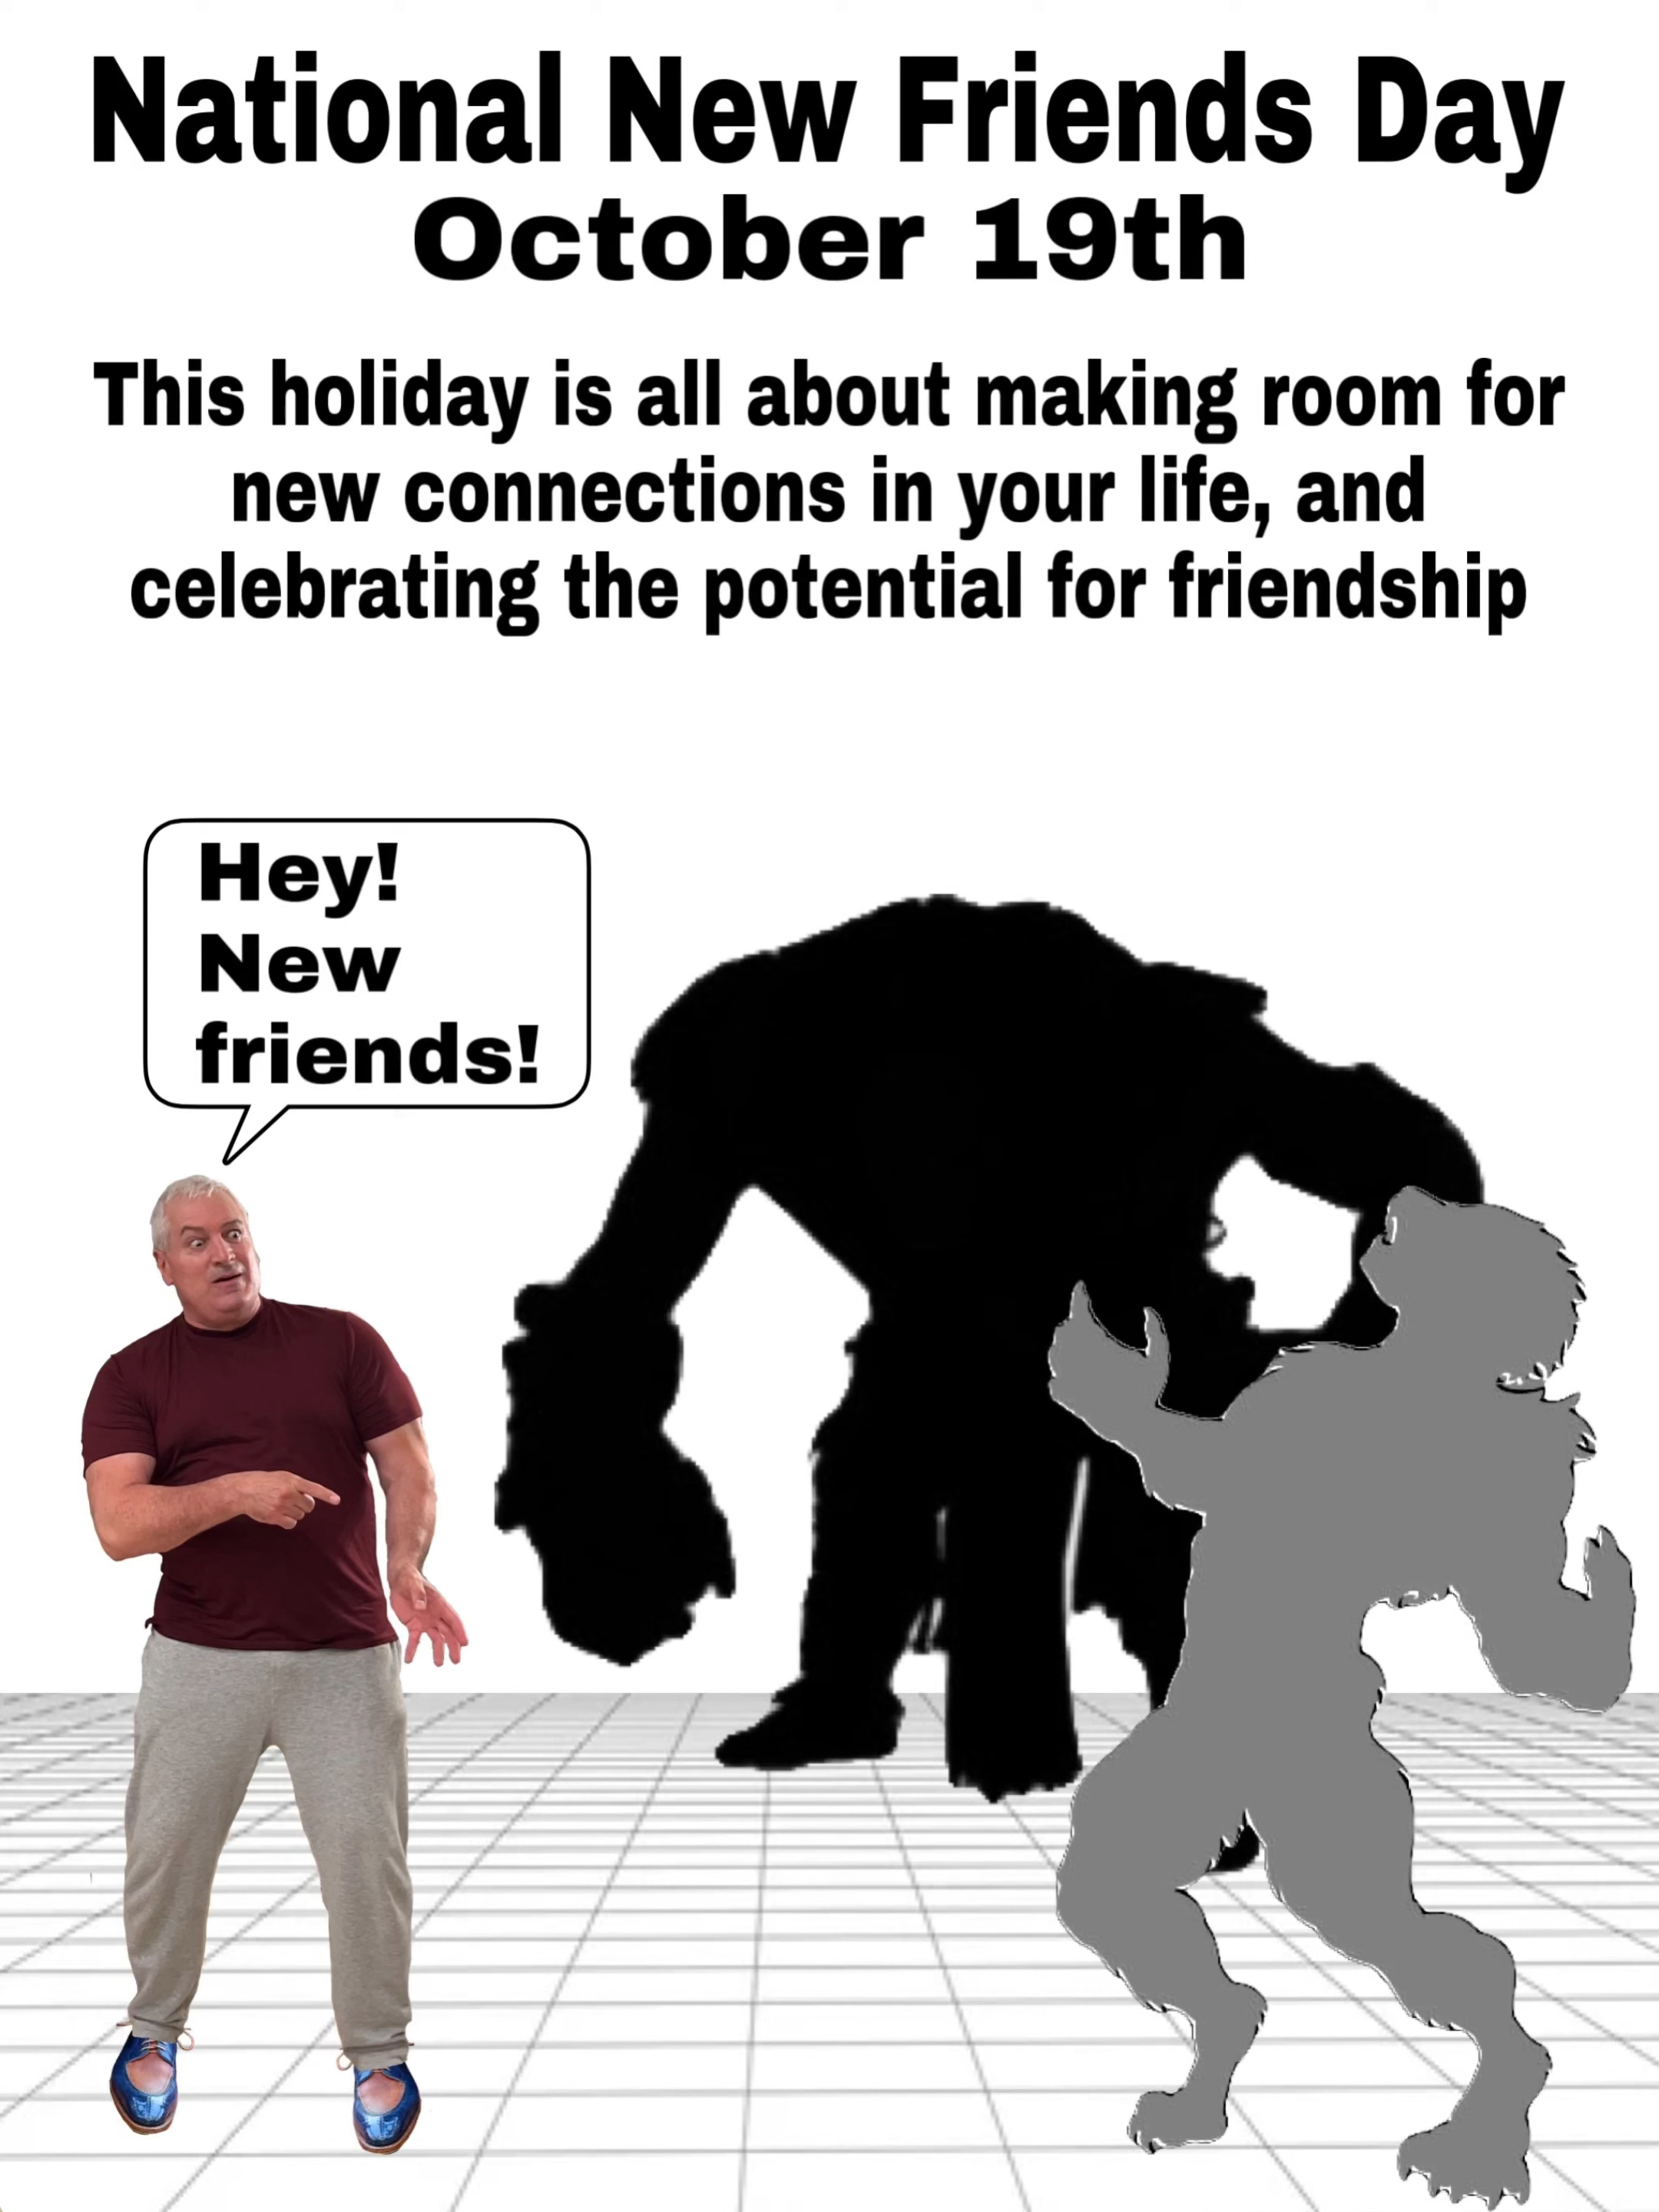 National New Friends Day
October 19th
This holiday is all about making room for
new connections in your life, and
celebrating the potential for friendship
Hey!
New
friends!